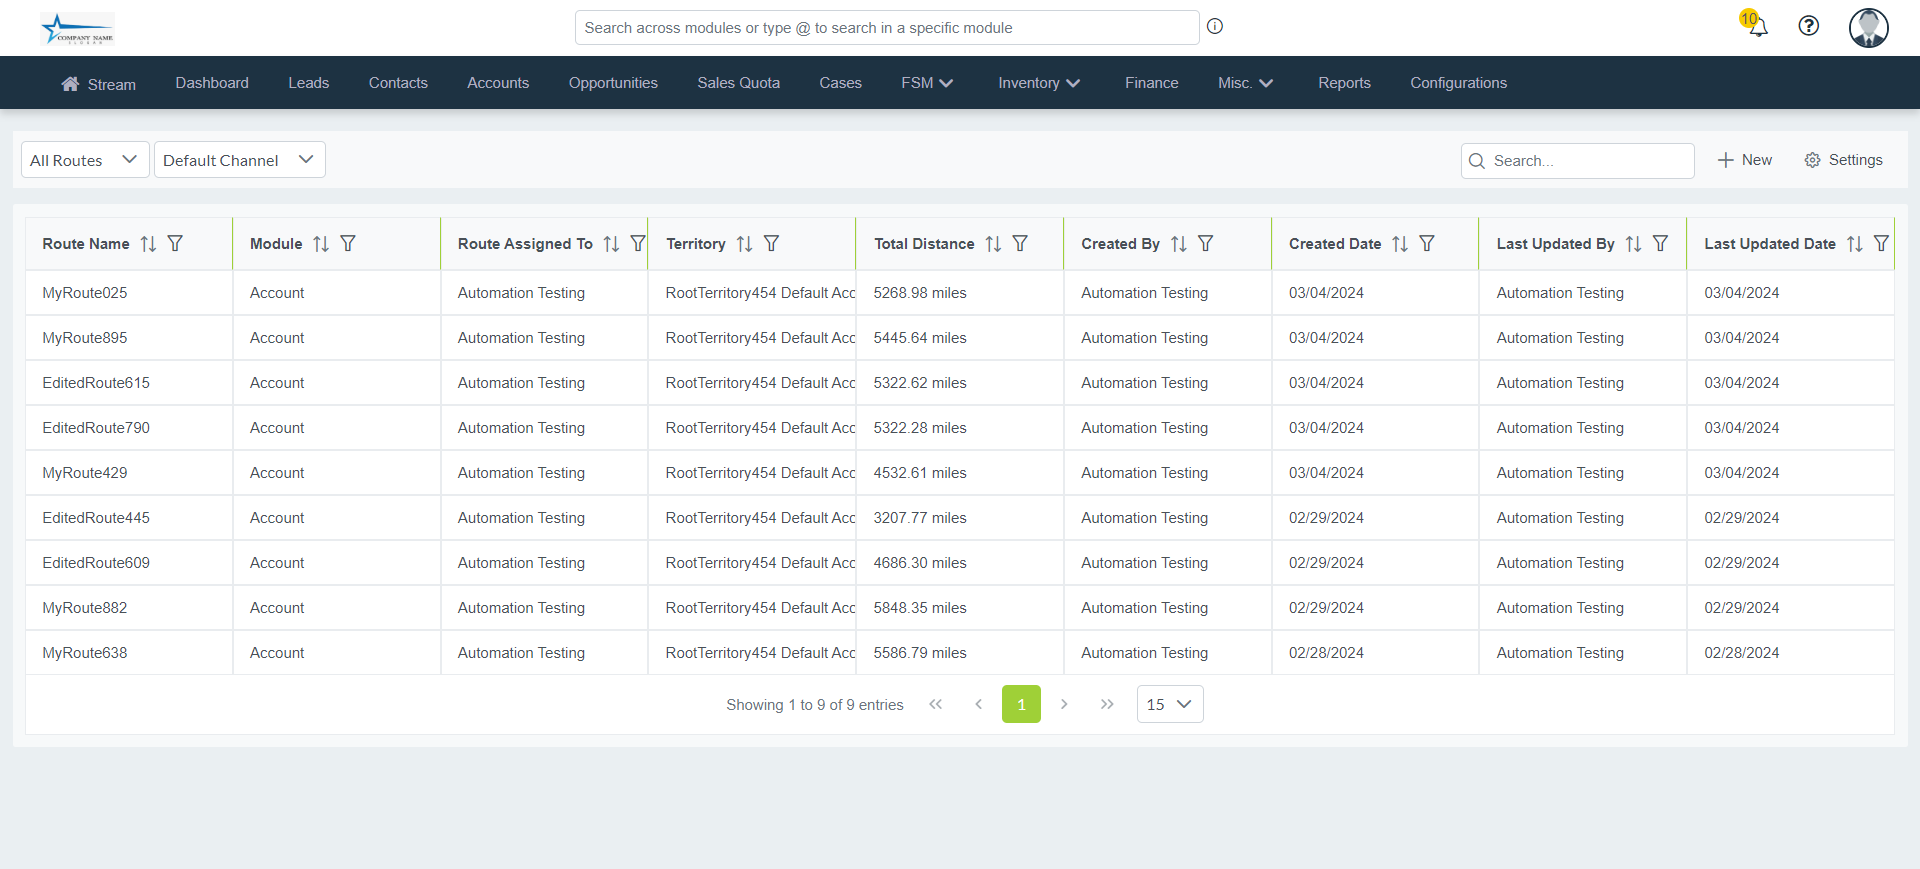 COMPANY NAME
Search across modules or type @ to search in a specific module
10
Stream Dashboard Leads Contacts Accounts Opportunities Sales Quota Cases FSM Inventory Finance Misc. Reports Configurations
All Routes Default Channel Search... New Settings
Route Name Module Route Assigned To Territory Total Distance Created By Created Date Last Updated By Last Updated Date
MyRoute025 Account Automation Testing RootTerritory454 Default Acc 5268.98 miles Automation Testing 03/04/2024 Automation Testing 03/04/2024
MyRoute895 Account Automation Testing RootTerritory454 Default Acc 5445.64 miles Automation Testing 03/04/2024 Automation Testing 03/04/2024
EditedRoute615 Account Automation Testing RootTerritory454 Default Acc 5322.62 miles Automation Testing 03/04/2024 Automation Testing 03/04/2024
EditedRoute790 Account Automation Testing RootTerritory454 Default Acc 5322.28 miles Automation Testing 03/04/2024 Automation Testing 03/04/2024
MyRoute429 Account Automation Testing RootTerritory454 Default Acc 4532.61 miles Automation Testing 03/04/2024 Automation Testing 03/04/2024
EditedRoute445 Account Automation Testing RootTerritory454 Default Acc 3207.77 miles Automation Testing 02/29/2024 Automation Testing 02/29/2024
EditedRoute609 Account Automation Testing RootTerritory454 Default Acc 4686.30 miles Automation Testing 02/29/2024 Automation Testing 02/29/2024
MyRoute882 Account Automation Testing RootTerritory454 Default Acc 5848.35 miles Automation Testing 02/29/2024 Automation Testing 02/29/2024
MyRoute638 Account Automation Testing RootTerritory454 Default Acc 5586.79 miles Automation Testing 02/28/2024 Automation Testing 02/28/2024
Showing 1 to 9 of 9 entries 1 15